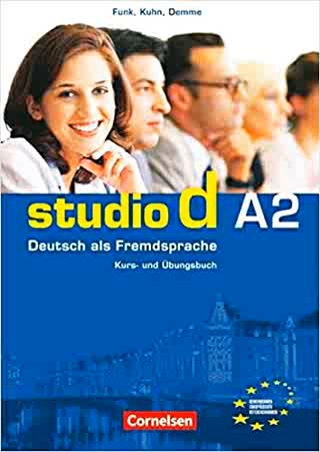 Funk, Kuhn, Demme
studio d A2
Deutsch als Fremdsprache
Kurs- und Übungsbuch
Cornelsen